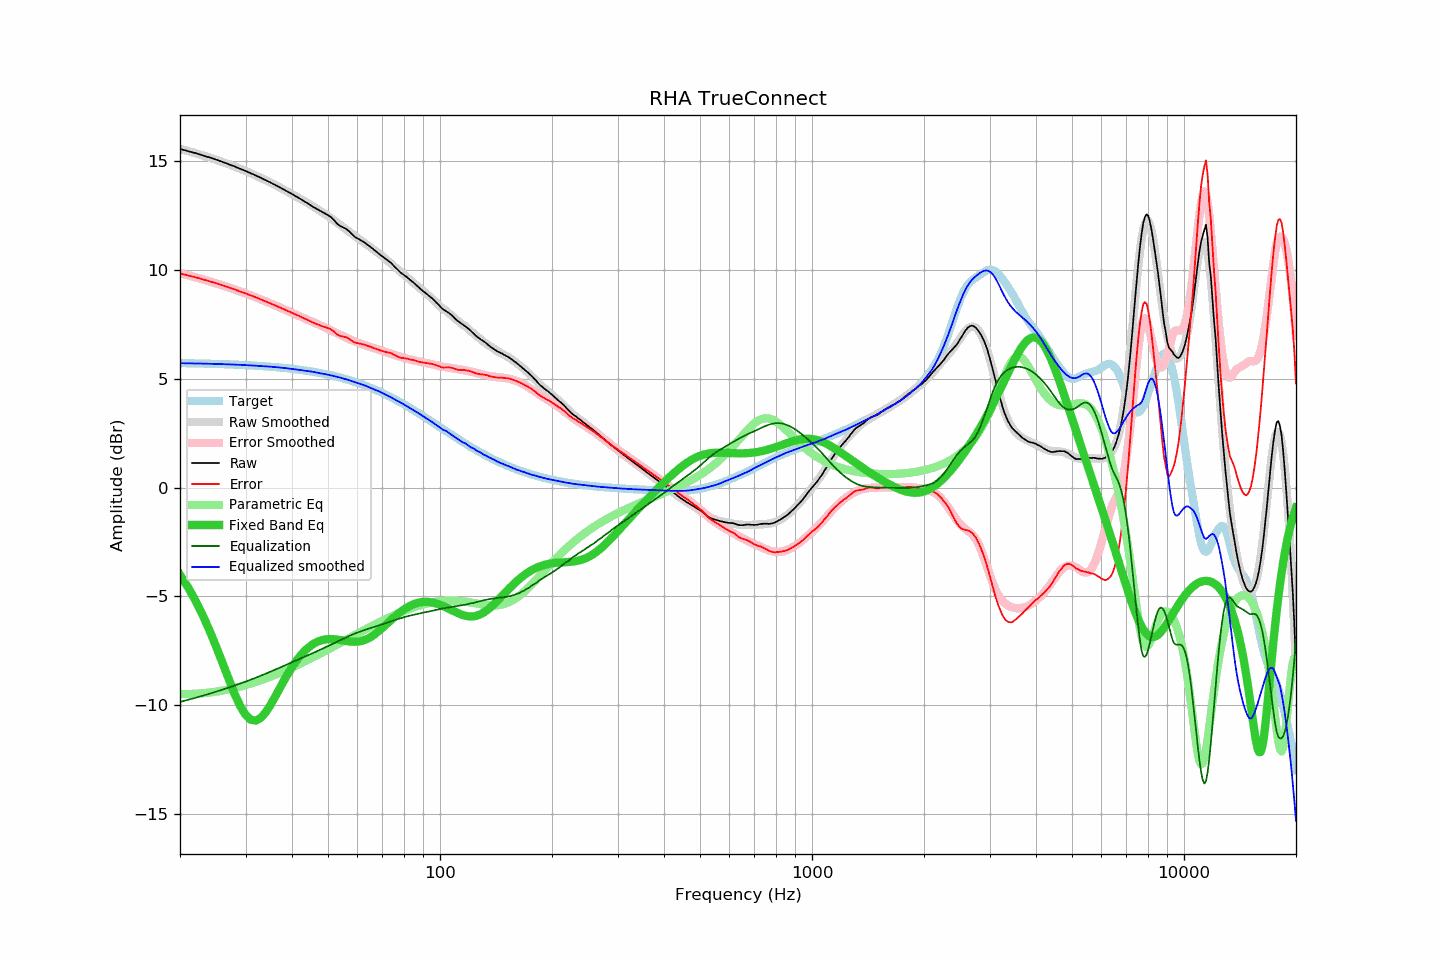 RHA TrueConnect
15
10
5
0
−5
−10
−15
Amplitude (dBr)
Target
Raw Smoothed
Error Smoothed
Raw
Error
Parametric Eq
Fixed Band Eq
Equalization
Equalized smoothed
100
1000
10000
Frequency (Hz)